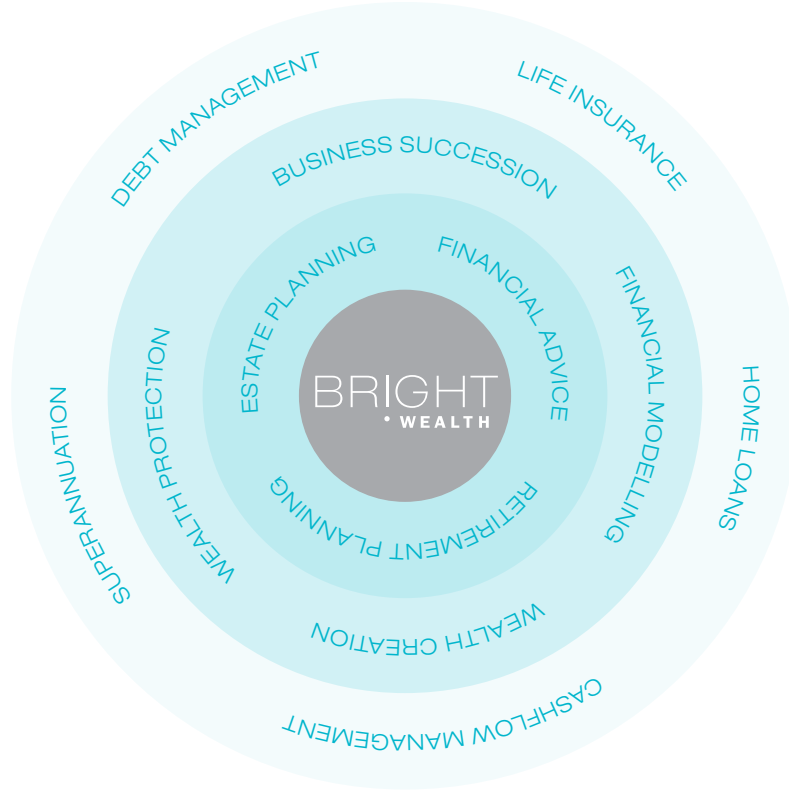 BRIGHT
WEALTH
ESTATE PLANNING
FINANCIAL ADVICE
RETIREMENT PLANNING
BUSINESS SUCCESSION
FINANCIAL MODELLING
WEALTH CREATION
WEALTH PROTECTION
DEBT MANAGEMENT
LIFE INSURANCE
HOME LOANS
CASHFLOW MANAGEMENT
SUPERANNUATION